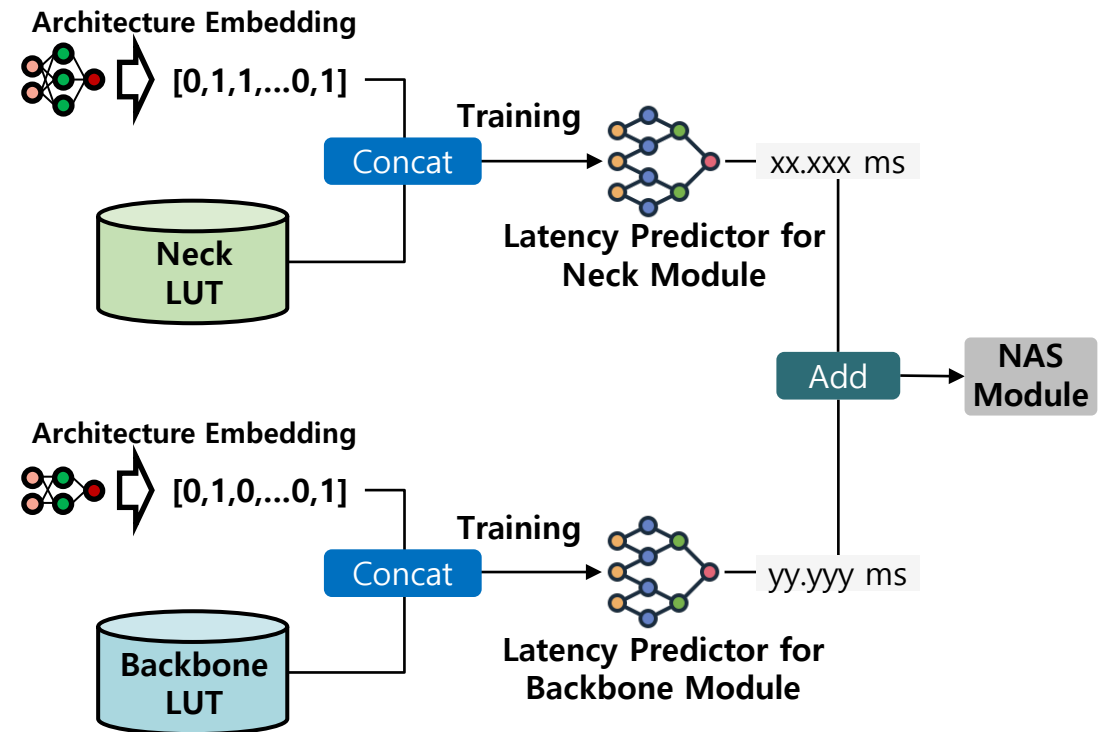 Architecture Embedding
[0,1,1,...0,1]
Training
Concat
xx.xxx ms
Neck
LUT
Latency Predictor for
Neck Module
Add
NAS
Module
Architecture Embedding
[0,1,0,...0,1]
Training
Concat
yy.yyy ms
Backbone
LUT
Latency Predictor for
Backbone Module